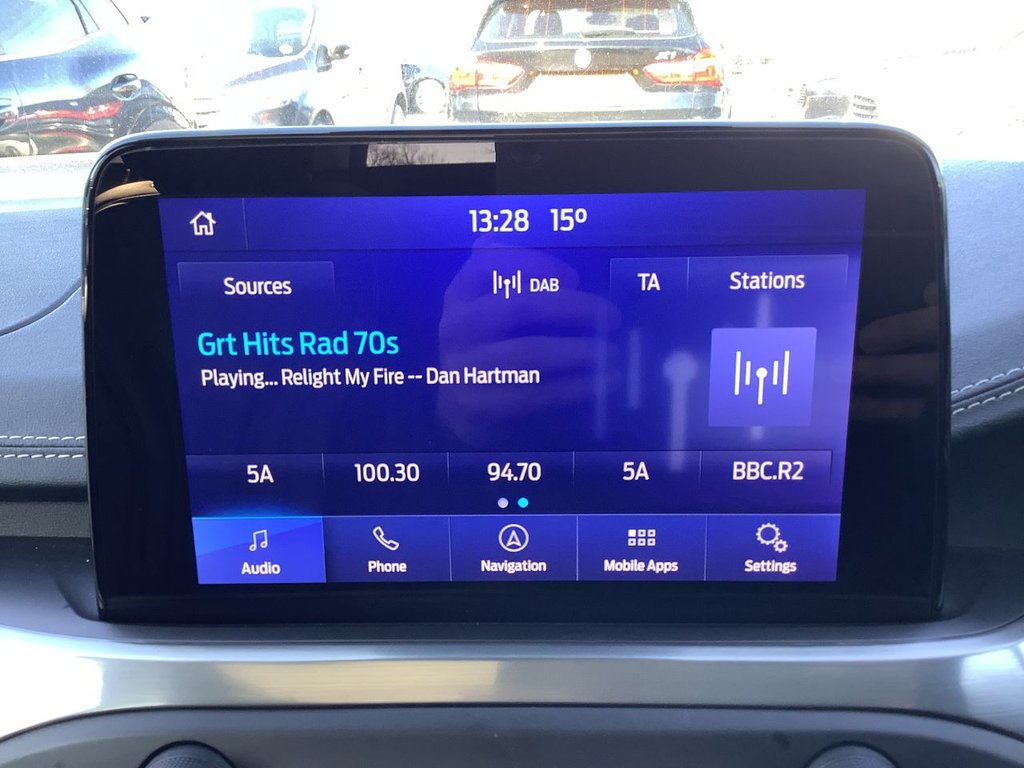 13:28 15º
Sources DAB TA Stations
Grt Hits Rad 70s
Playing... Relight My Fire -- Dan Hartman
5A 100.30 94.70 5A BBC.R2
Audio Phone Navigation Mobile Apps Settings